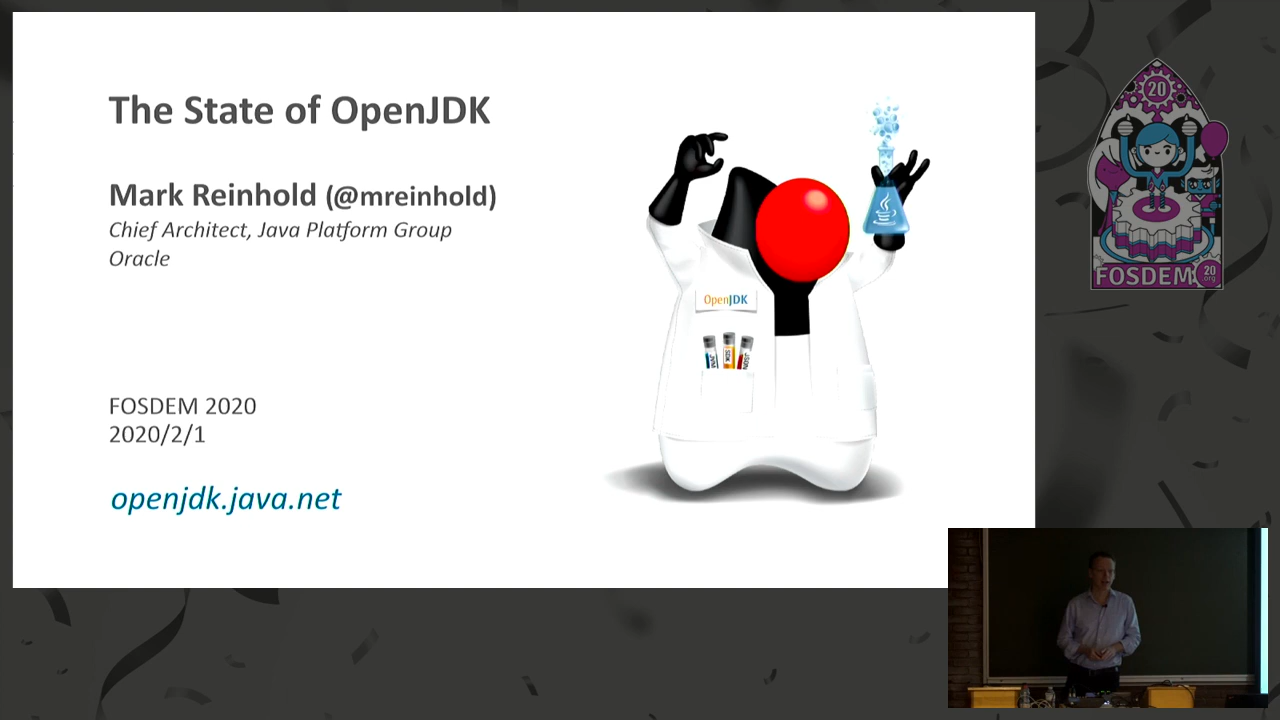 The State of OpenJDK
Mark Reinhold (@mreinhold)
Chief Architect, Java Platform Group
Oracle
FOSDEM 2020
2020/2/1
openjdk.java.net
OpenJDK
20
FOSDEM
20
.org